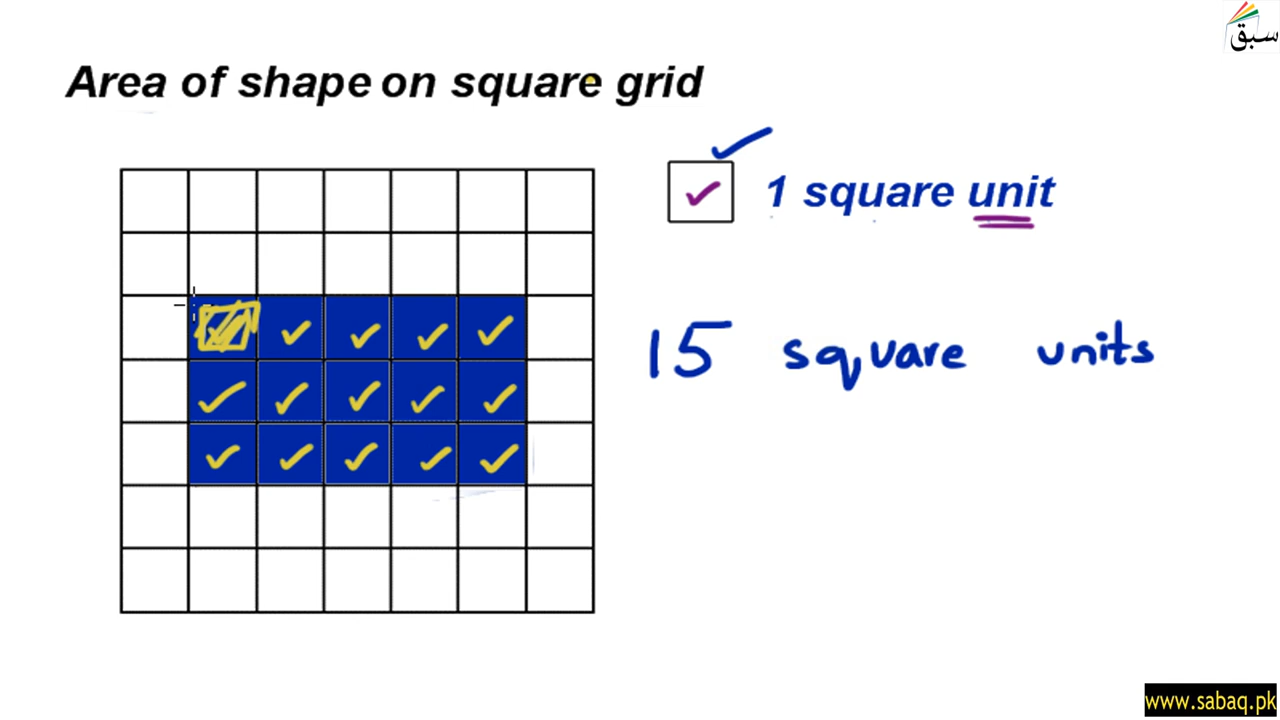 سبق
Area of shape on square grid
1 square unit
15 square units
www.sabaq.pk